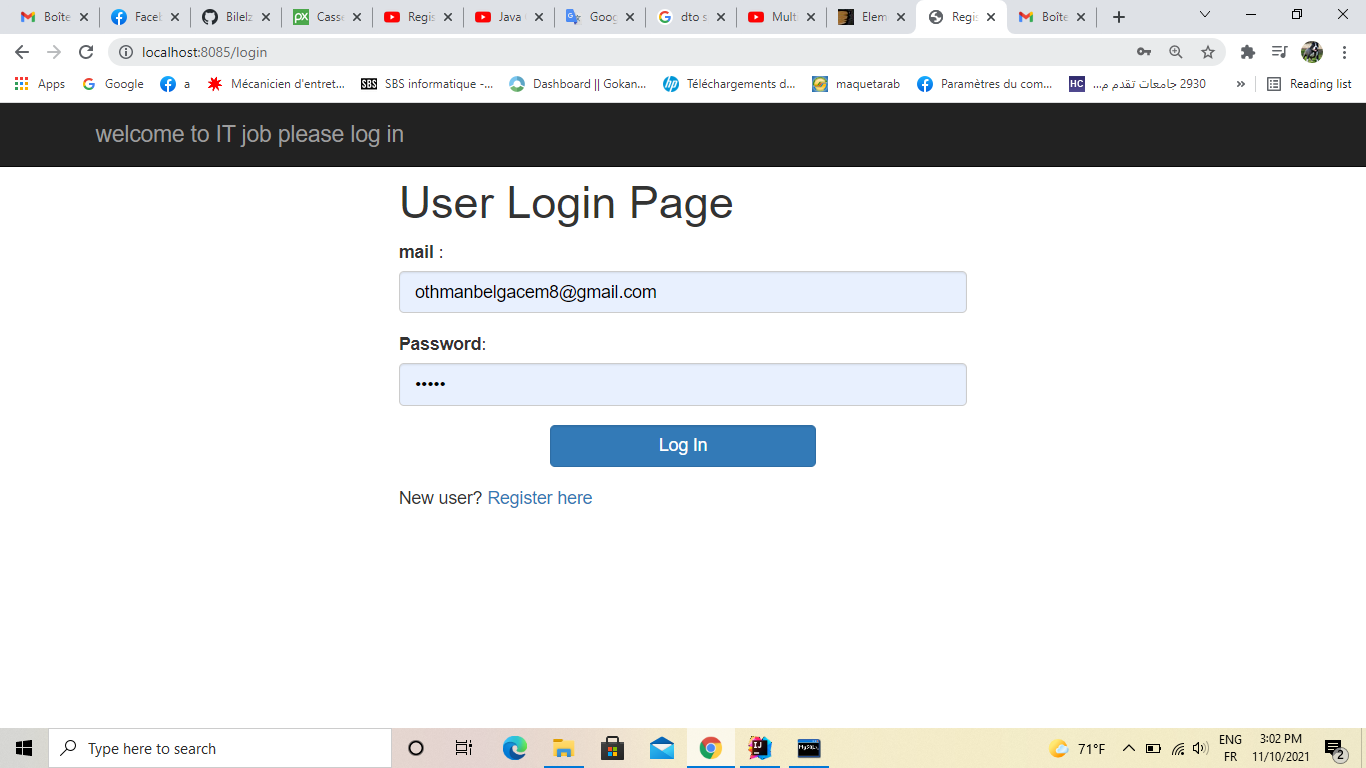 Boîte
Faceb
Bilelz
Casse
Regis
Java
Goog
dto s
Mult
Elem
Regis
Boîte
localhost:8085/login
Apps
Google
a
Mécanicien d'entret...
SBS informatique -...
Dashboard || Gokan...
Téléchargements d...
maquetarab
Paramètres du com...
2930 جامعات تقدم م...
»
Reading list
welcome to IT job please log in
User Login Page
mail :
othmanbelgacem8@gmail.com
Password:
•••••
Log In
New user? Register here
Type here to search
71°F
ENG
FR
3:02 PM
11/10/2021
2